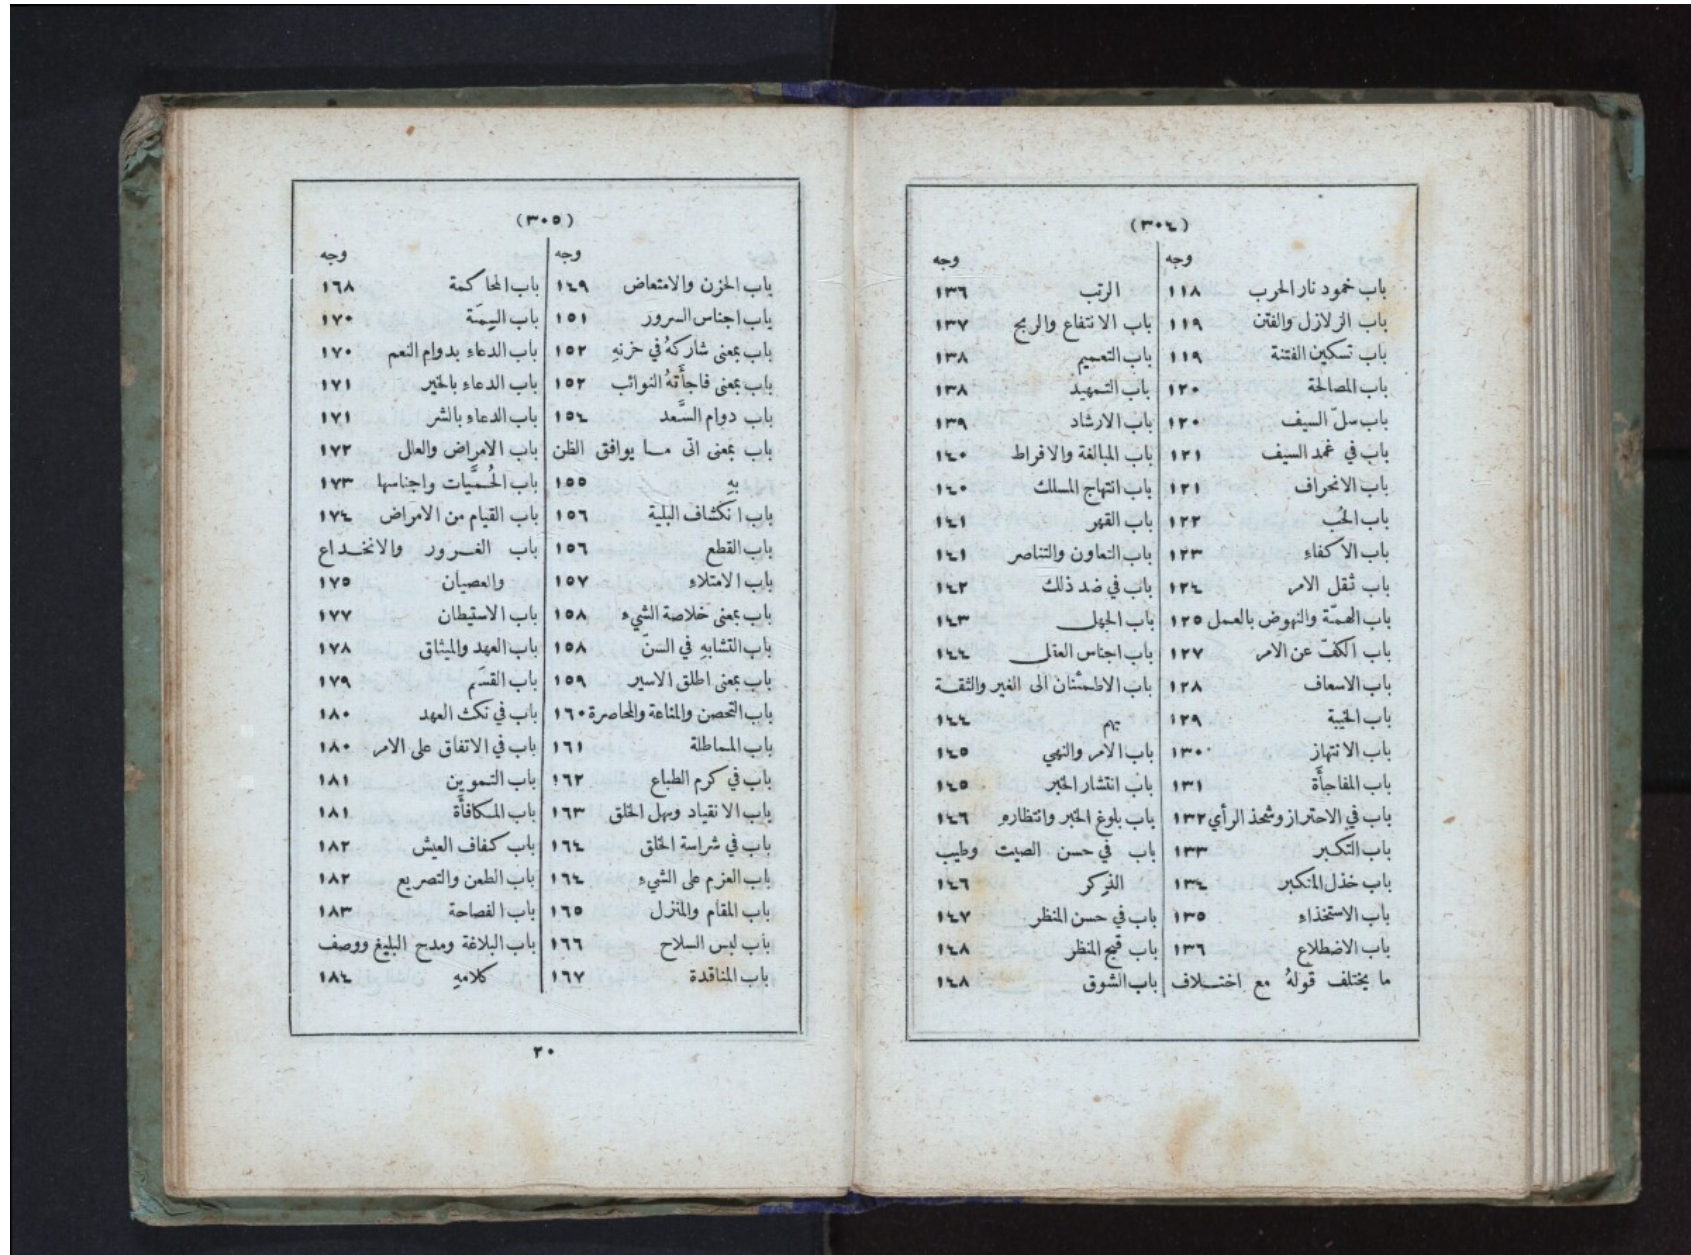 (٣٠٤)
وجه
باب خمود نار الحرب ١١٨
باب الزلازل والفتن ١١٩
باب تسكين الفتنة ١١٩
باب المصالحة ١٢٠
باب سلّ السيف ١٢٠
باب في غمد السيف ١٢١
باب الانحراف ١٢١
باب الحُب ١٢٢
باب الاكفاء ١٢٣
باب ثقل الامر ١٢٤
باب الهمّة والنهوض بالعمل ١٢٥
باب الكفّ عن الامر ١٢٧
باب الاسعاف ١٢٨
باب الخيبة ١٢٩
باب الانتهاز ١٣٠
باب المفاجأَة ١٣١
باب في الاحتراز وشحذ الرأي ١٣٢
باب التكبر ١٣٣
باب خذل المتكبر ١٣٤
باب الاستخذاء ١٣٥
باب الاضطلاع ١٣٦
ما يختلف قولهُ مع اختـلاف
وجه
الرتب ١٣٦
باب الانتفاع والربح ١٣٧
باب التعميم ١٣٨
باب التمهيد ١٣٨
باب الارشاد ١٣٩
باب المبالغة والافراط ١٤٠
باب انتهاج المسلك ١٤٠
باب القهر ١٤١
باب التعاون والتناصر ١٤١
باب في ضد ذلك ١٤٢
باب الجهل ١٤٣
باب اجناس العقل ١٤٤
باب الاطمئنان الى الغير والثقة
بهم ١٤٤
باب الامر والنهي ١٤٥
باب انتشار الخبر ١٤٥
باب بلوغ الخبر وانتظاره ١٤٦
باب في حسن الصيت وطيب
الذكر ١٤٦
باب في حسن المنظر ١٤٧
باب قبح المنظر ١٤٨
باب الشوق ١٤٨
(٣٠٥)
وجه
باب الحزن والامتعاض ١٤٩
باب اجناس السرور ١٥١
باب بمعنى شاركهُ في حزنهِ ١٥٢
باب بمعنى فاجأَتهُ النوائب ١٥٢
باب دوام السَّعد ١٥٤
باب بمعنى اتى مـا يوافق الظن
بهِ ١٥٥
باب انكشاف البلية ١٥٦
باب القطع ١٥٦
باب الامتلاء ١٥٧
باب بمعنى خلاصة الشيء ١٥٨
باب التشابه في السنّ ١٥٨
باب بمعنى اطلق الاسير ١٥٩
باب التحصن والمناعة والمحاصرة ١٦٠
باب المماطلة ١٦١
باب في كرم الطباع ١٦٢
باب الانقياد وسهل الخلق ١٦٣
باب في شراسة الخلق ١٦٤
باب العزم على الشيء ١٦٤
باب المقام والمنزل ١٦٥
باب لبس السلاح ١٦٦
باب المناقدة ١٦٧
وجه
باب المحاكمة ١٦٨
باب السِمَة ١٧٠
باب الدعاء بدوام النعم ١٧٠
باب الدعاء بالخير ١٧١
باب الدعاء بالشر ١٧١
باب الامراض والعلل ١٧٢
باب الحُمَّيات واجناسها ١٧٣
باب القيام من الامراض ١٧٤
باب الغـرور والانخـداع
والعصيان ١٧٥
باب الاستيطان ١٧٧
باب العهد والميثاق ١٧٨
باب القسَم ١٧٩
باب في نكث العهد ١٨٠
باب في الاتفاق على الامر ١٨٠
باب التموين ١٨١
باب المكافأَة ١٨١
باب كفاف العيش ١٨٢
باب الطعن والتصريع ١٨٢
باب الفصاحة ١٨٣
باب البلاغة ومدح البليغ ووصف
كلامهِ ١٨٤
٢٠